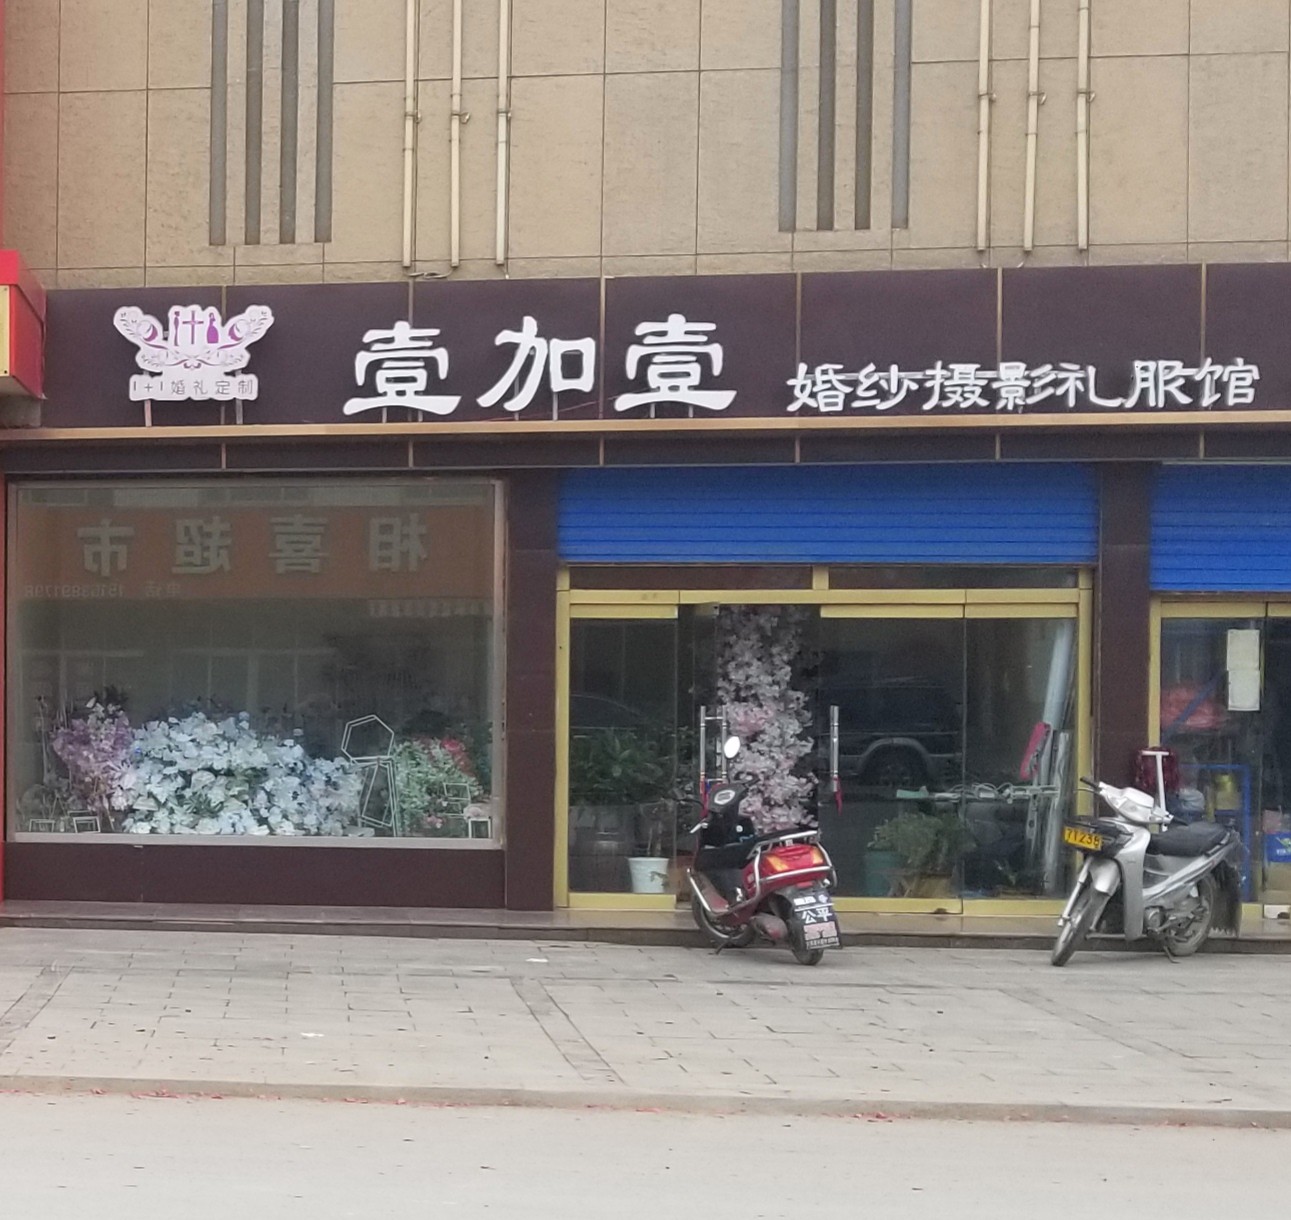 壹加壹
婚纱摄影礼服馆
1+1婚礼定制
相喜超市
公平